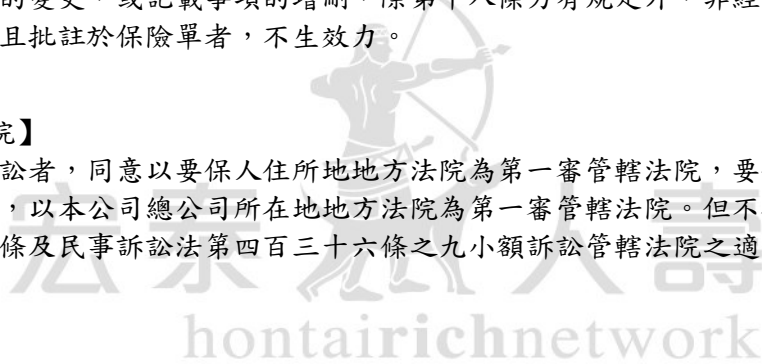 的變更，或記載事項的增刪，除第十八條另有規定外，非經
且批註於保險單者，不生效力。
院】
訟者，同意以要保人住所地地方法院為第一審管轄法院，要
，以本公司總公司所在地地方法院為第一審管轄法院。但不
條及民事訴訟法第四百三十六條之九小額訴訟管轄法院之適
宏泰人壽
hontairichnetwork